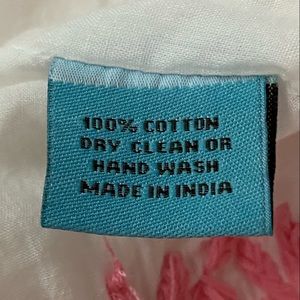 100% COTTON
DRY CLEAN OR
HAND WASH
MADE IN INDIA